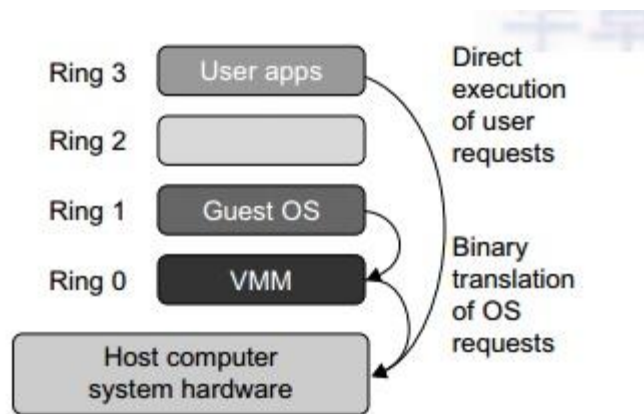 Ring 3
User apps
Direct
execution
of user
requests
Ring 2
Ring 1
Guest OS
Binary
translation
of OS
requests
Ring 0
VMM
Host computer
system hardware